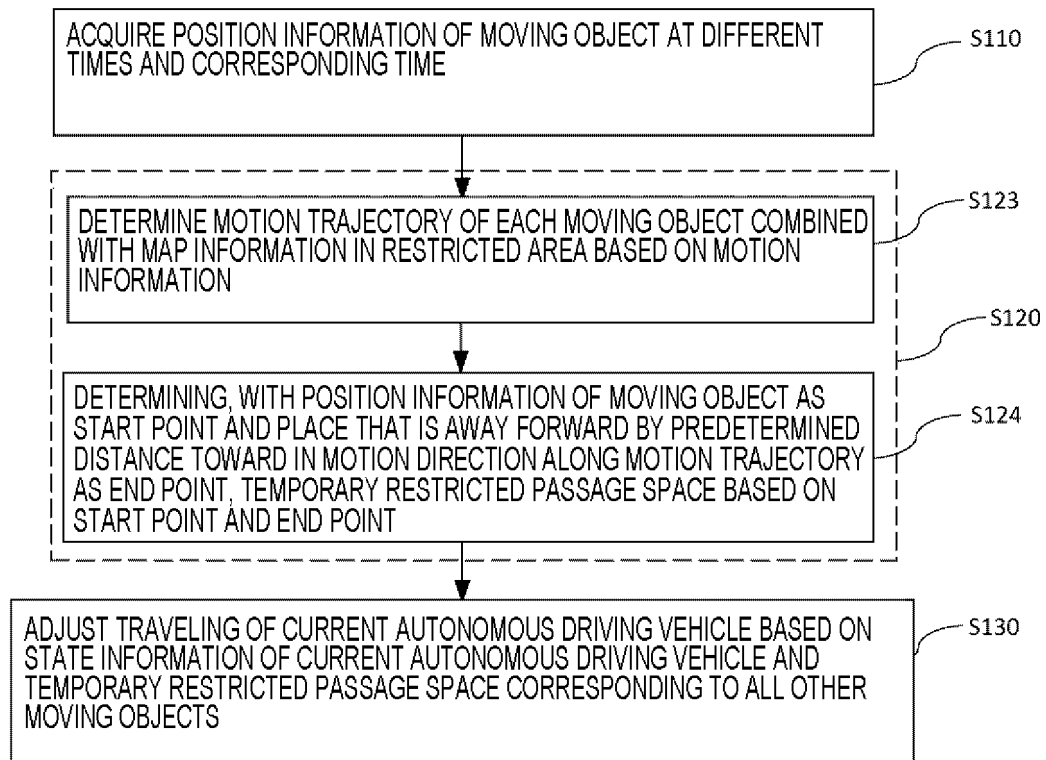 ACQUIRE POSITION INFORMATION OF MOVING OBJECT AT DIFFERENT
TIMES AND CORRESPONDING TIME
S110
DETERMINE MOTION TRAJECTORY OF EACH MOVING OBJECT COMBINED
WITH MAP INFORMATION IN RESTRICTED AREA BASED ON MOTION
INFORMATION
S123
S120
DETERMINING, WITH POSITION INFORMATION OF MOVING OBJECT AS
START POINT AND PLACE THAT IS AWAY FORWARD BY PREDETERMINED
DISTANCE TOWARD IN MOTION DIRECTION ALONG MOTION TRAJECTORY
AS END POINT, TEMPORARY RESTRICTED PASSAGE SPACE BASED ON
START POINT AND END POINT
S124
ADJUST TRAVELING OF CURRENT AUTONOMOUS DRIVING VEHICLE BASED ON
STATE INFORMATION OF CURRENT AUTONOMOUS DRIVING VEHICLE AND
TEMPORARY RESTRICTED PASSAGE SPACE CORRESPONDING TO ALL OTHER
MOVING OBJECTS
S130